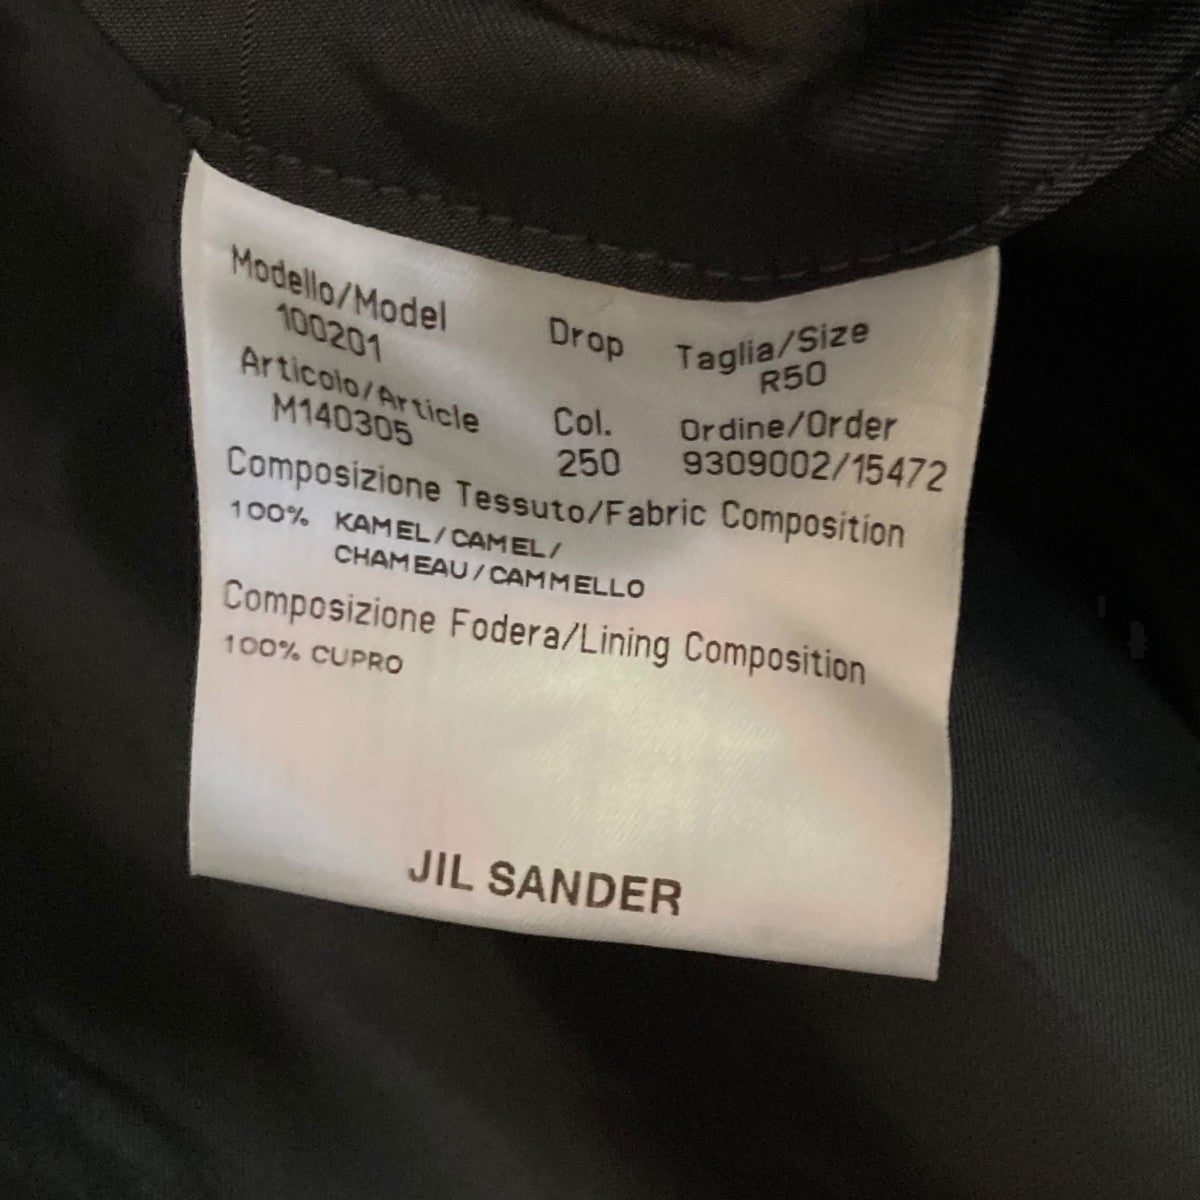 Modello/Model Drop Taglia/Size
100201 R50
Articolo/Article Col. Ordine/Order
M140305 250 9309002/15472
Composizione Tessuto/Fabric Composition
100% KAMEL/CAMEL/
CHAMEAU/CAMMELLO
Composizione Fodera/Lining Composition
100% CUPRO
JIL SANDER